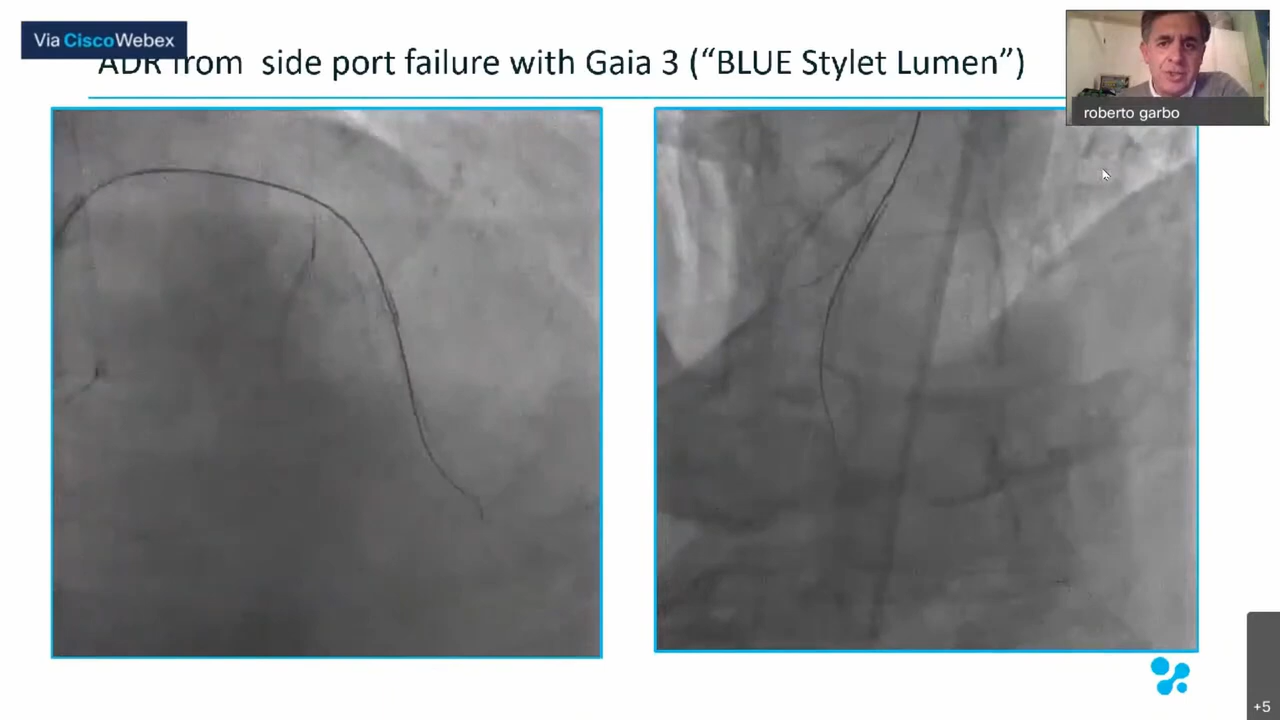 Via CiscoWebex
ADR from side port failure with Gaia 3 (“BLUE Stylet Lumen”)
roberto garbo
+5